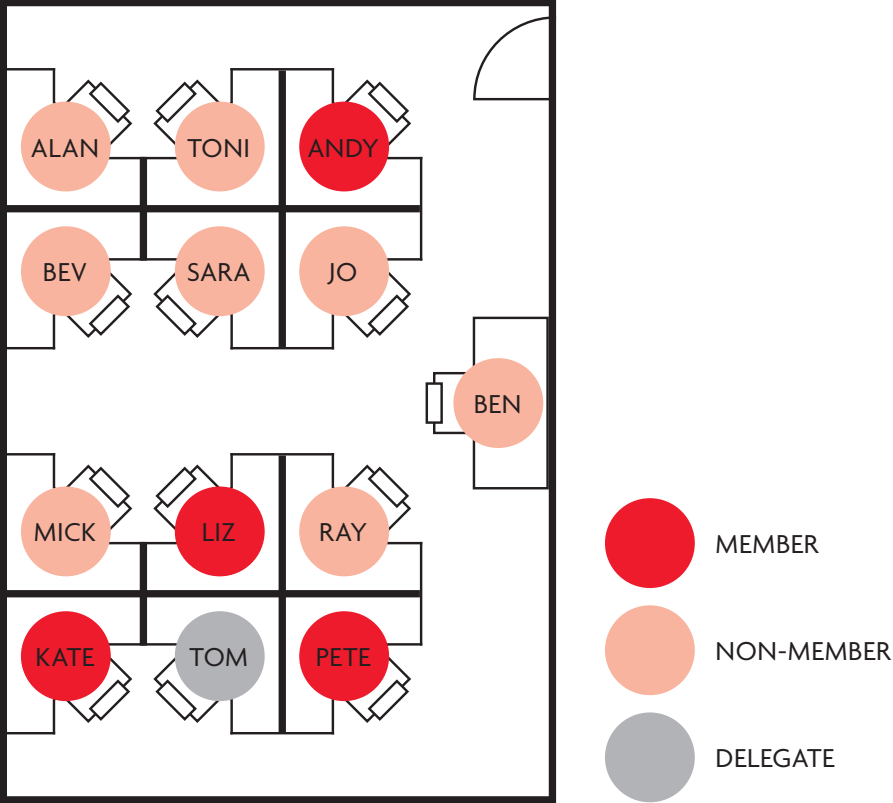 ALAN
TONI
ANDY
BEV
SARA
JO
BEN
MICK
LIZ
RAY
KATE
TOM
PETE
MEMBER
NON-MEMBER
DELEGATE